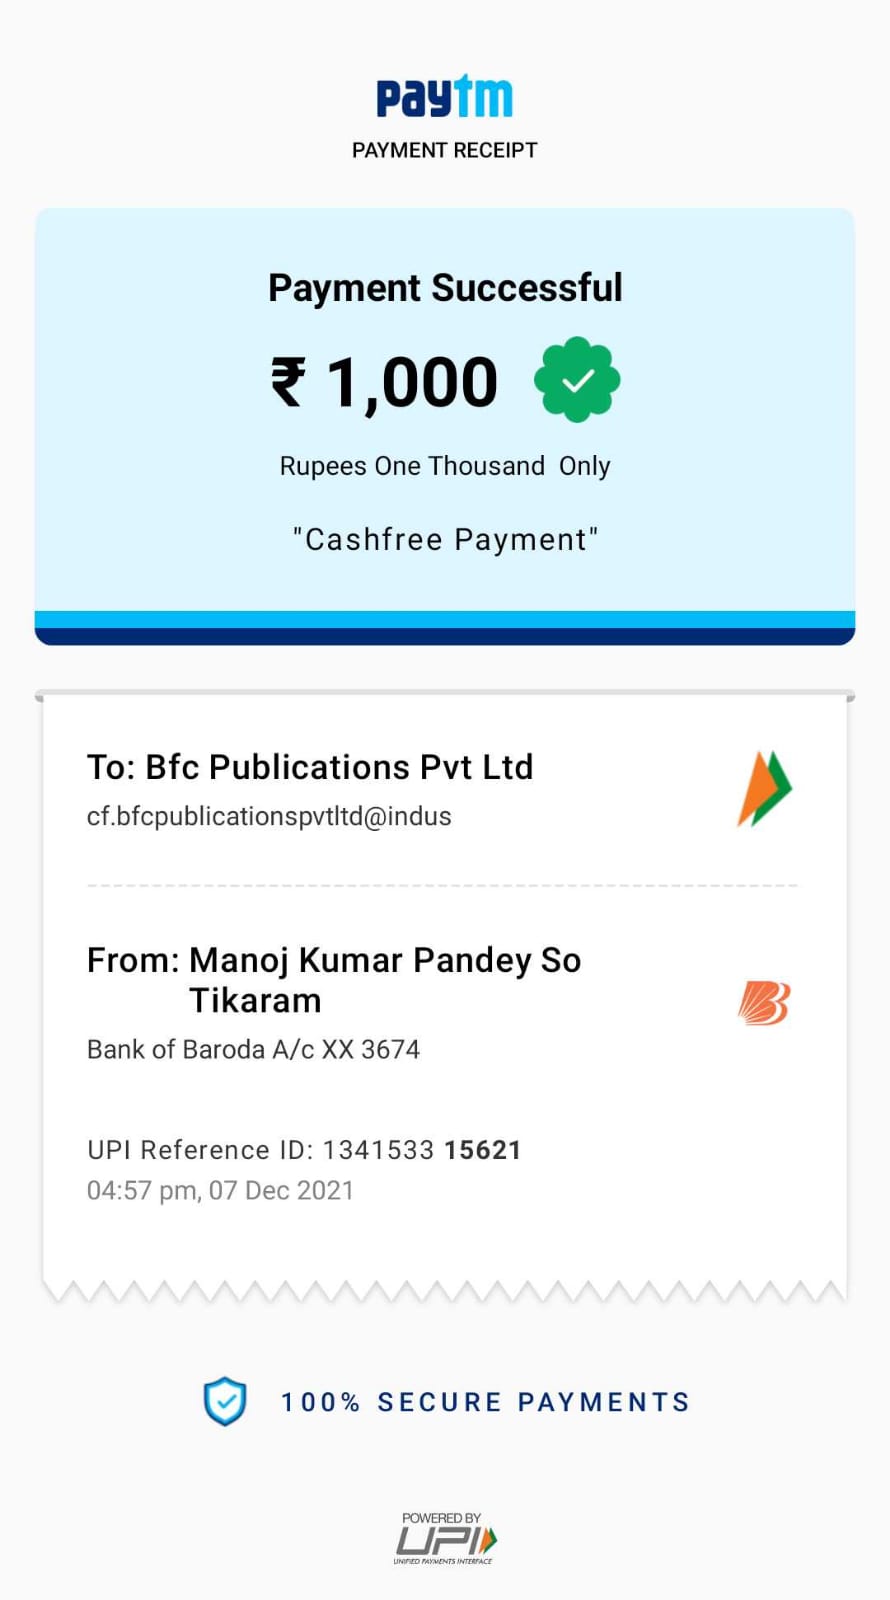 paytm
PAYMENT RECEIPT
Payment Successful
₹ 1,000
Rupees One Thousand  Only
"Cashfree Payment"
To: Bfc Publications Pvt Ltd
cf.bfcpublicationspvtltd@indus
From: Manoj Kumar Pandey So
Tikaram
Bank of Baroda A/c XX 3674
UPI Reference ID: 1341533 15621
04:57 pm, 07 Dec 2021
100% SECURE PAYMENTS
POWERED BY
UPI
UNIFIED PAYMENTS INTERFACE